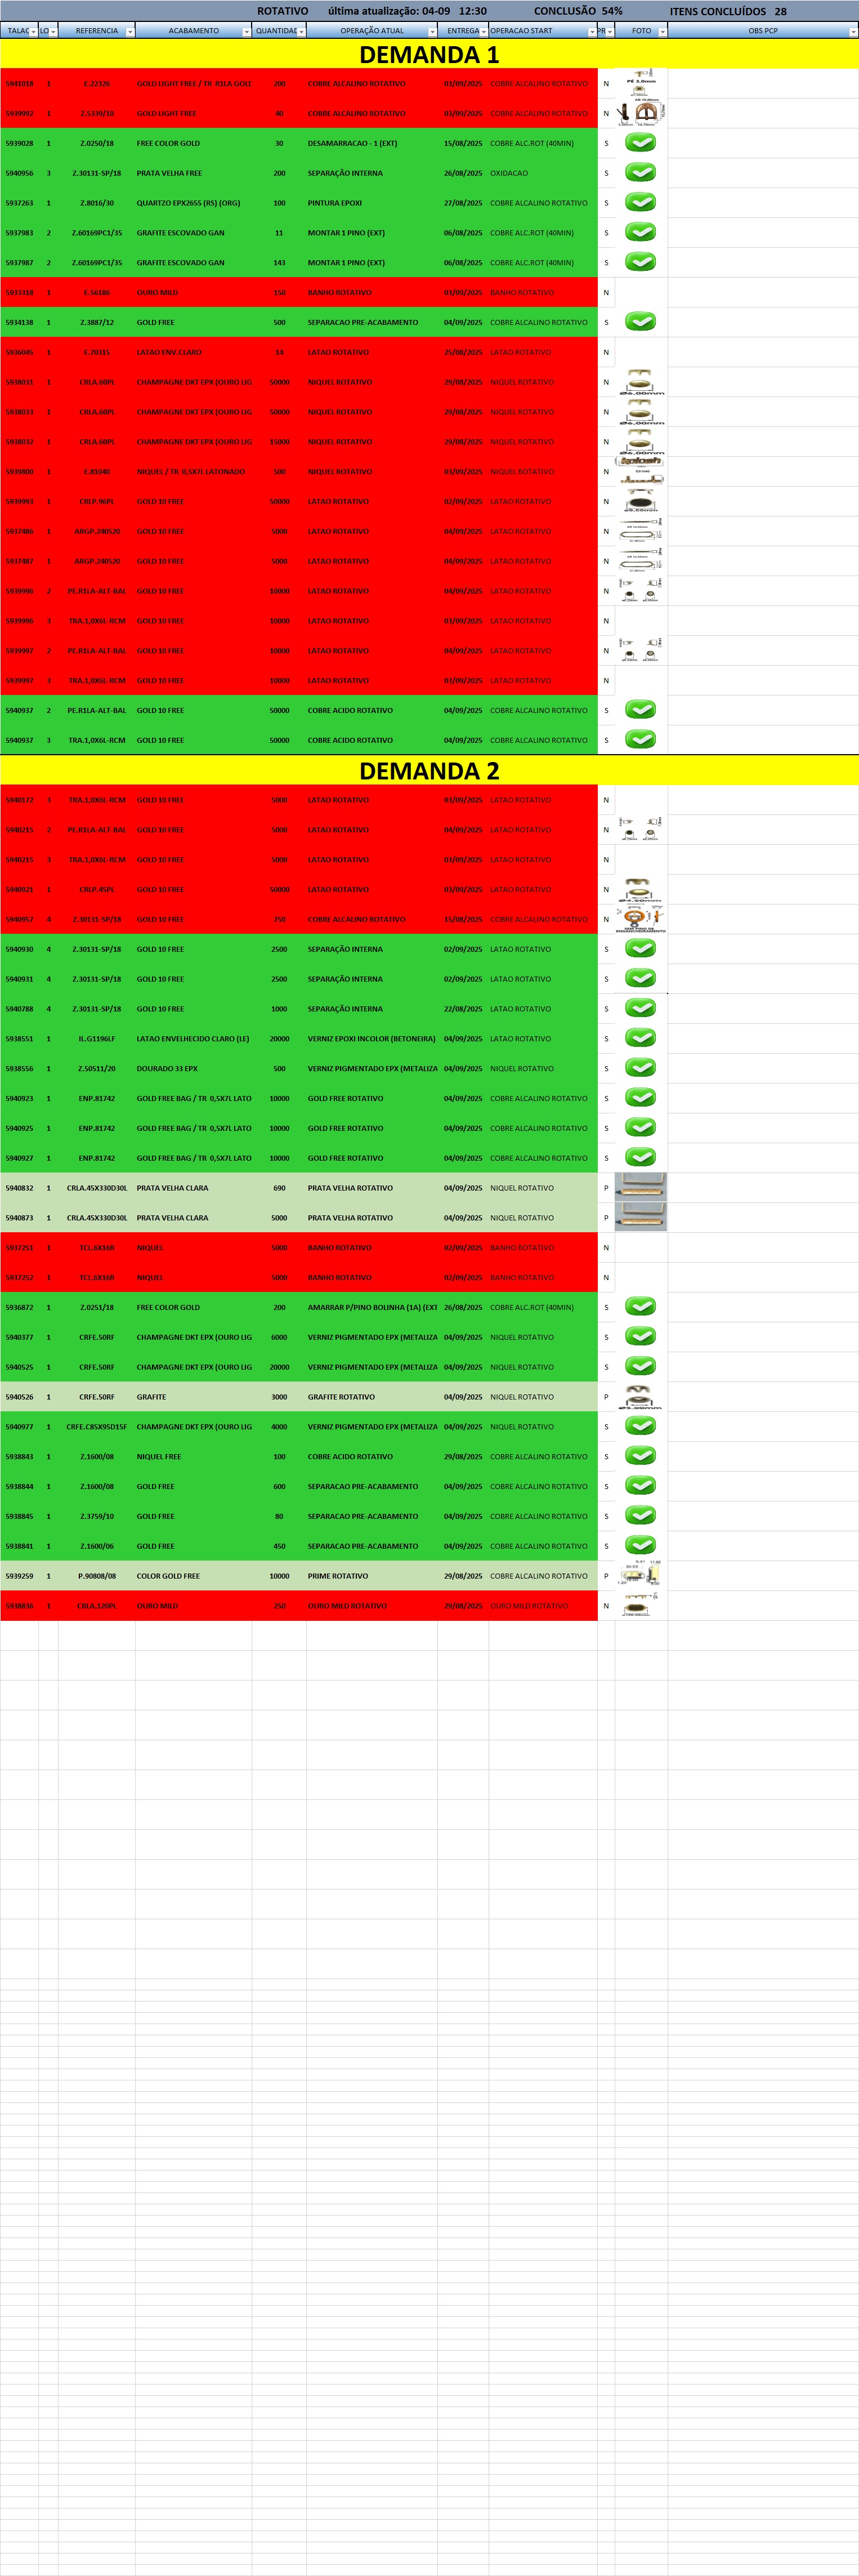 ROTATIVO última atualização: 04-09 12:30 CONCLUSÃO 54% ITENS CONCLUÍDOS 28
TALAC LO REFERENCIA ACABAMENTO QUANTIDAD OPERAÇÃO ATUAL ENTREGA OPERACAO START PR FOTO OBS PCP
DEMANDA 1
5941018 1 E.22126 GOLD LIGHT FREE / TR R1LA GOLD 200 COBRE ALCALINO ROTATIVO 03/09/2025 COBRE ALCALINO ROTATIVO N PÉ 3,0mm
5939992 1 Z.5339/10 GOLD LIGHT FREE 40 COBRE ALCALINO ROTATIVO 03/09/2025 COBRE ALCALINO ROTATIVO N
5939028 1 Z.0250/18 FREE COLOR GOLD 30 DESAMARRACAO - 1 (EXT) 15/08/2025 COBRE ALC.ROT (40MIN) S
5940956 3 Z.30131-SP/18 PRATA VELHA FREE 200 SEPARAÇÃO INTERNA 26/08/2025 OXIDACAO S
5937263 1 Z.8016/30 QUARTZO EPX2655 (RS) (ORG) 100 PINTURA EPOXI 27/08/2025 COBRE ALCALINO ROTATIVO S
5937983 2 Z.60169PC1/35 GRAFITE ESCOVADO GAN 11 MONTAR 1 PINO (EXT) 06/08/2025 COBRE ALC.ROT (40MIN) S
5937987 2 Z.60169PC1/35 GRAFITE ESCOVADO GAN 143 MONTAR 1 PINO (EXT) 06/08/2025 COBRE ALC.ROT (40MIN) S
5933318 1 E.56186 OURO MILD 150 BANHO ROTATIVO 01/09/2025 BANHO ROTATIVO N
5934138 1 Z.3887/12 GOLD FREE 500 SEPARACAO PRE-ACABAMENTO 04/09/2025 COBRE ALCALINO ROTATIVO S
5936045 1 E.70315 LATAO ENV.CLARO 14 LATAO ROTATIVO 25/08/2025 LATAO ROTATIVO N
5938031 1 CRLA.60PL CHAMPAGNE DKT EPX (OURO LIG 50000 NIQUEL ROTATIVO 29/08/2025 NIQUEL ROTATIVO N Ø6,00mm
5938033 1 CRLA.60PL CHAMPAGNE DKT EPX (OURO LIG 50000 NIQUEL ROTATIVO 29/08/2025 NIQUEL ROTATIVO N Ø6,00mm
5938032 1 CRLA.60PL CHAMPAGNE DKT EPX (OURO LIG 15000 NIQUEL ROTATIVO 29/08/2025 NIQUEL ROTATIVO N Ø6,00mm
5939800 1 E.81040 NIQUEL / TR 0,5X7L LATONADO 500 NIQUEL ROTATIVO 03/09/2025 NIQUEL ROTATIVO N kolosh
5939993 1 CRLP.90PL GOLD 10 FREE 50000 LATAO ROTATIVO 02/09/2025 LATAO ROTATIVO N
5937486 1 ARGP.240520 GOLD 10 FREE 5000 LATAO ROTATIVO 04/09/2025 LATAO ROTATIVO N
5937487 1 ARGP.240520 GOLD 10 FREE 5000 LATAO ROTATIVO 04/09/2025 LATAO ROTATIVO N
5939996 2 PE.R1LA-ALT-BAL GOLD 10 FREE 10000 LATAO ROTATIVO 04/09/2025 LATAO ROTATIVO N
5939996 3 TRA.1,0X6L-RCM GOLD 10 FREE 10000 LATAO ROTATIVO 03/09/2025 LATAO ROTATIVO N
5939997 2 PE.R1LA-ALT-BAL GOLD 10 FREE 10000 LATAO ROTATIVO 04/09/2025 LATAO ROTATIVO N
5939997 3 TRA.1,0X6L-RCM GOLD 10 FREE 10000 LATAO ROTATIVO 03/09/2025 LATAO ROTATIVO N
5940937 2 PE.R1LA-ALT-BAL GOLD 10 FREE 50000 COBRE ACIDO ROTATIVO 04/09/2025 COBRE ALCALINO ROTATIVO S
5940937 3 TRA.1,0X6L-RCM GOLD 10 FREE 50000 COBRE ACIDO ROTATIVO 04/09/2025 COBRE ALCALINO ROTATIVO S
DEMANDA 2
5940172 3 TRA.1,0X6L-RCM GOLD 10 FREE 5000 LATAO ROTATIVO 03/09/2025 LATAO ROTATIVO N
5940215 2 PE.R1LA-ALT-BAL GOLD 10 FREE 5000 LATAO ROTATIVO 04/09/2025 LATAO ROTATIVO N
5940215 3 TRA.1,0X6L-RCM GOLD 10 FREE 5000 LATAO ROTATIVO 03/09/2025 LATAO ROTATIVO N
5940921 1 CRLP.45PL GOLD 10 FREE 50000 LATAO ROTATIVO 03/09/2025 LATAO ROTATIVO N Ø4,50mm
5940957 4 Z.30131-SP/18 GOLD 10 FREE 750 COBRE ALCALINO ROTATIVO 15/08/2025 COBRE ALCALINO ROTATIVO N
5940930 4 Z.30131-SP/18 GOLD 10 FREE 2500 SEPARAÇÃO INTERNA 02/09/2025 LATAO ROTATIVO S
5940931 4 Z.30131-SP/18 GOLD 10 FREE 2500 SEPARAÇÃO INTERNA 02/09/2025 LATAO ROTATIVO S
5940788 4 Z.30131-SP/18 GOLD 10 FREE 1000 SEPARAÇÃO INTERNA 22/08/2025 LATAO ROTATIVO S
5938551 1 IL.G1196LF LATAO ENVELHECIDO CLARO (LE) 20000 VERNIZ EPOXI INCOLOR (BETONEIRA) 04/09/2025 LATAO ROTATIVO S
5938556 1 Z.50511/20 DOURADO 33 EPX 500 VERNIZ PIGMENTADO EPX (METALIZA 04/09/2025 NIQUEL ROTATIVO S
5940923 1 ENP.81742 GOLD FREE BAG / TR 0,5X7L LATO 10000 GOLD FREE ROTATIVO 04/09/2025 COBRE ALCALINO ROTATIVO S
5940925 1 ENP.81742 GOLD FREE BAG / TR 0,5X7L LATO 10000 GOLD FREE ROTATIVO 04/09/2025 COBRE ALCALINO ROTATIVO S
5940927 1 ENP.81742 GOLD FREE BAG / TR 0,5X7L LATO 10000 GOLD FREE ROTATIVO 04/09/2025 COBRE ALCALINO ROTATIVO S
5940832 1 CRLA.45X330D30L PRATA VELHA CLARA 690 PRATA VELHA ROTATIVO 04/09/2025 NIQUEL ROTATIVO P
5940873 1 CRLA.45X330D30L PRATA VELHA CLARA 5000 PRATA VELHA ROTATIVO 04/09/2025 NIQUEL ROTATIVO P
5937251 1 TCL.6X16R NIQUEL 5000 BANHO ROTATIVO 02/09/2025 BANHO ROTATIVO N
5937252 1 TCL.6X16R NIQUEL 5000 BANHO ROTATIVO 02/09/2025 BANHO ROTATIVO N
5936872 1 Z.0251/18 FREE COLOR GOLD 200 AMARRAR P/PINO BOLINHA (1A) (EXT 26/08/2025 COBRE ALC.ROT (40MIN) S
5940377 1 CRFE.50RF CHAMPAGNE DKT EPX (OURO LIG 6000 VERNIZ PIGMENTADO EPX (METALIZA 04/09/2025 NIQUEL ROTATIVO S
5940525 1 CRFE.50RF CHAMPAGNE DKT EPX (OURO LIG 20000 VERNIZ PIGMENTADO EPX (METALIZA 04/09/2025 NIQUEL ROTATIVO S
5940526 1 CRFE.50RF GRAFITE 3000 GRAFITE ROTATIVO 04/09/2025 NIQUEL ROTATIVO P
5940977 1 CRFE.C85X95D15F CHAMPAGNE DKT EPX (OURO LIG 4000 VERNIZ PIGMENTADO EPX (METALIZA 04/09/2025 NIQUEL ROTATIVO S
5938843 1 Z.1600/08 NIQUEL FREE 100 COBRE ACIDO ROTATIVO 29/08/2025 COBRE ALCALINO ROTATIVO S
5938844 1 Z.1600/08 GOLD FREE 600 SEPARACAO PRE-ACABAMENTO 04/09/2025 COBRE ALCALINO ROTATIVO S
5938845 1 Z.3759/10 GOLD FREE 80 SEPARACAO PRE-ACABAMENTO 04/09/2025 COBRE ALCALINO ROTATIVO S
5938841 1 Z.1600/06 GOLD FREE 450 SEPARACAO PRE-ACABAMENTO 04/09/2025 COBRE ALCALINO ROTATIVO S
5939259 1 P.90808/08 COLOR GOLD FREE 10000 PRIME ROTATIVO 29/08/2025 COBRE ALCALINO ROTATIVO P
5938836 1 CRLA.120PL OURO MILD 250 OURO MILD ROTATIVO 29/08/2025 OURO MILD ROTATIVO N